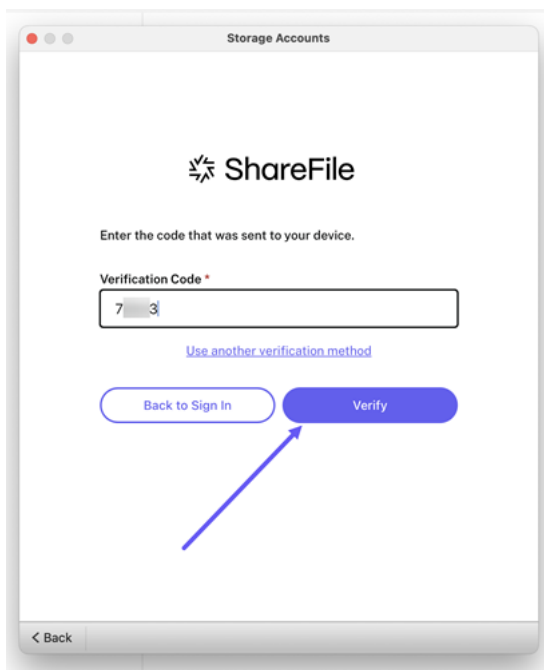 Storage Accounts
ShareFile
Enter the code that was sent to your device.
Verification Code *
7 3
Use another verification method
Back to Sign In
Verify
< Back